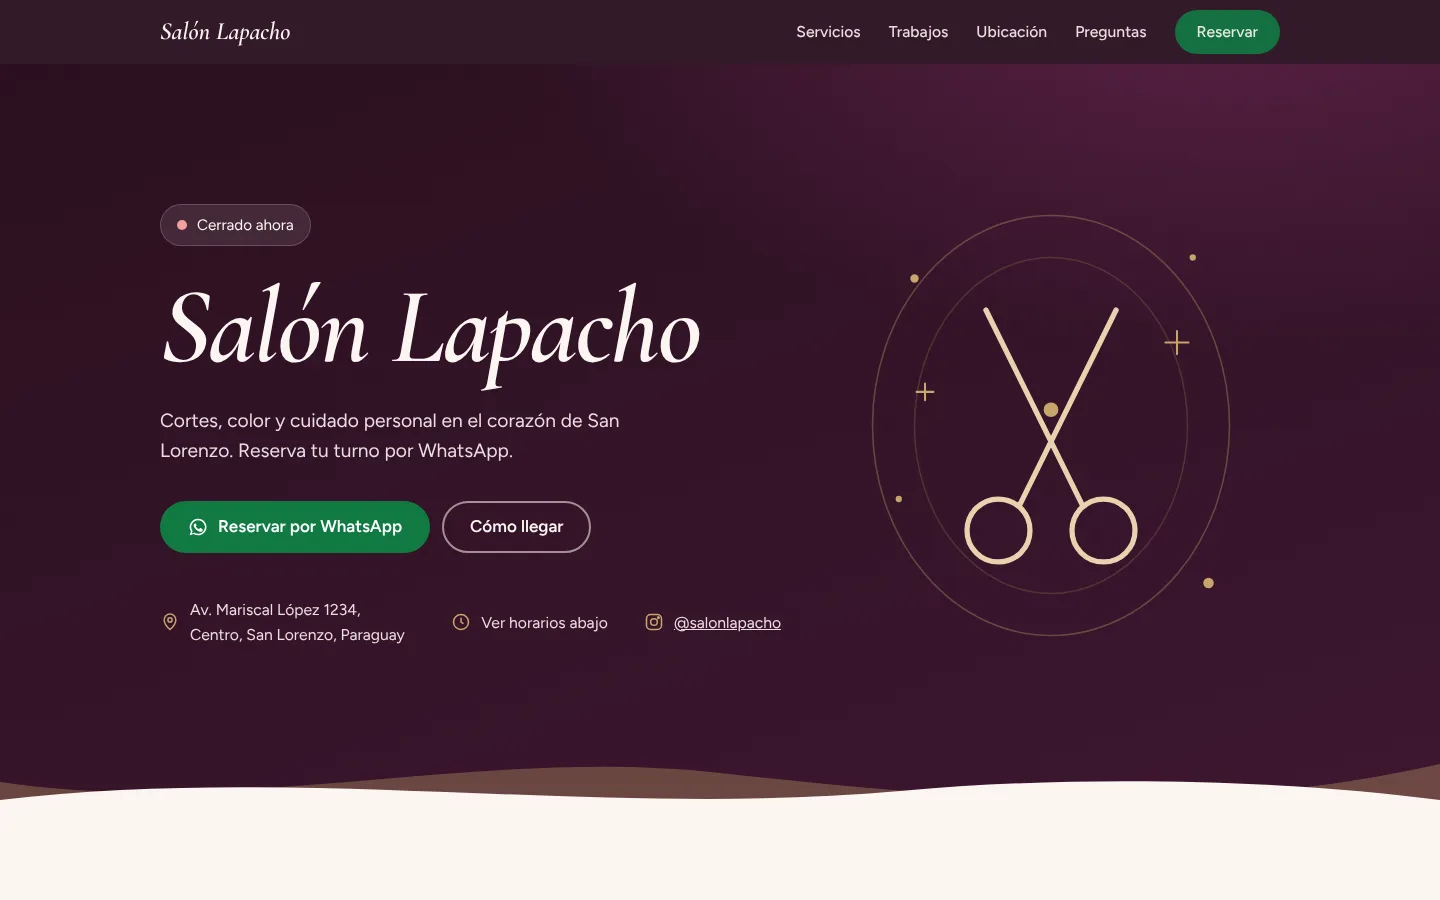 Salón Lapacho
Servicios
Trabajos
Ubicación
Preguntas
Reservar
Cerrado ahora
Salón Lapacho
Cortes, color y cuidado personal en el corazón de San
Lorenzo. Reserva tu turno por WhatsApp.
Reservar por WhatsApp
Cómo llegar
Av. Mariscal López 1234,
Centro, San Lorenzo, Paraguay
Ver horarios abajo
@salonlapacho